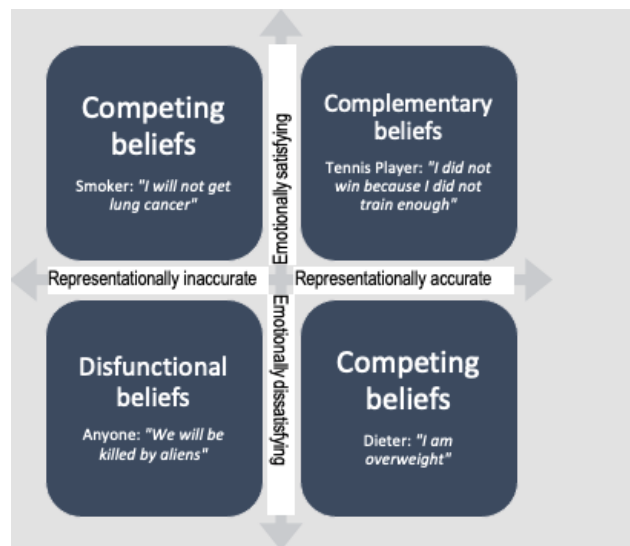 Competing
beliefs
Smoker: "I will not get
lung cancer"
Emotionally satisfying
Complementary
beliefs
Tennis Player: "I did not
win because I did not
train enough"
Representationally inaccurate
Representationally accurate
Disfunctional
beliefs
Anyone: "We will be
killed by aliens"
Emotionally dissatisfying
Competing
beliefs
Dieter: "I am
overweight"